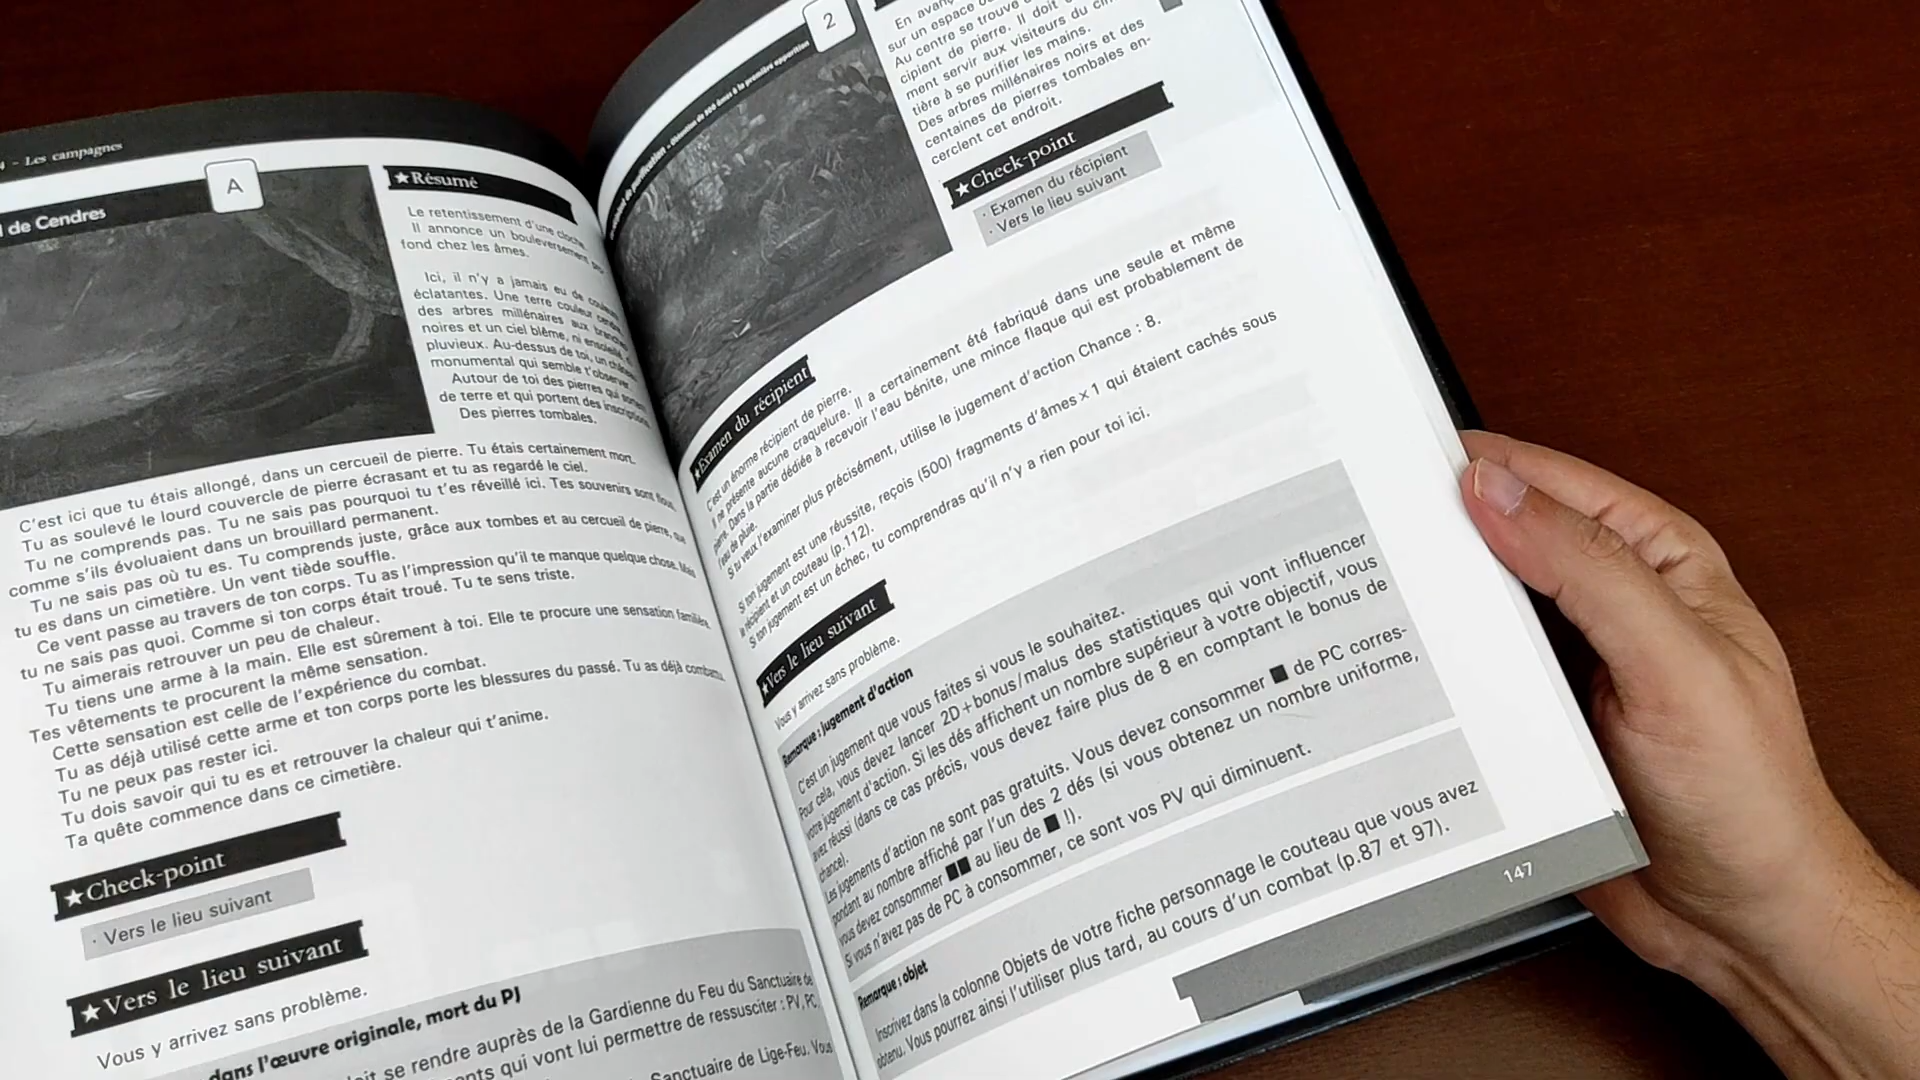 4 - Les campagnes
de Cendres
A
★Résumé
Le retentissement d'une cloche.
Il annonce un bouleversement
fond chez les âmes.
Ici, il n'y a jamais eu de
éclatantes. Une terre couleur cendre,
des arbres millénaires aux branches
noires et un ciel blême, ni ensoleillé,
pluvieux. Au-dessus de toi, un
monumental qui semble t'observer.
Autour de toi des pierres qui
de terre et qui portent des inscriptions.
Des pierres tombales.
C'est ici que tu étais allongé, dans un cercueil de pierre. Tu étais certainement mort.
Tu as soulevé le lourd couvercle de pierre écrasant et tu as regardé le ciel.
Tu ne comprends pas. Tu ne sais pas pourquoi tu t'es réveillé ici. Tes souvenirs sont flous,
comme s'ils évoluaient dans un brouillard permanent.
Tu ne sais pas où tu es. Tu comprends juste, grâce aux tombes et au cercueil de pierre, que
tu es dans un cimetière. Un vent tiède souffle.
Ce vent passe au travers de ton corps. Tu as l'impression qu'il te manque quelque chose. Mais
tu ne sais pas quoi. Comme si ton corps était troué. Tu te sens triste.
Tu aimerais retrouver un peu de chaleur.
Tu tiens une arme à la main. Elle est sûrement à toi. Elle te procure une sensation familière.
Tes vêtements te procurent la même sensation.
Cette sensation est celle de l'expérience du combat.
Tu as déjà utilisé cette arme et ton corps porte les blessures du passé. Tu as déjà combattu.
Tu ne peux pas rester ici.
Tu dois savoir qui tu es et retrouver la chaleur qui t'anime.
Ta quête commence dans ce cimetière.
★Check-point
· Vers le lieu suivant
★Vers le lieu suivant
Vous y arrivez sans problème.
dans l'œuvre originale, mort du PJ
se rendre auprès de la Gardienne du Feu du Sanctuaire de
qui vont lui permettre de ressusciter : PV, PC,
Sanctuaire de Lige-Feu. Vous
de purification - Obtention de 500 âmes à la première apparition
2
sur un espace
Au centre se trouve
cipient de pierre. Il doit
ment servir aux visiteurs du
tière à se purifier les mains.
Des arbres millénaires noirs et des
centaines de pierres tombales en-
cerclent cet endroit.
★Check-point
· Examen du récipient
· Vers le lieu suivant
★Examen du récipient
C'est un énorme récipient de pierre.
Il ne présente aucune craquelure. Il a certainement été fabriqué dans une seule et même
pierre. Dans la partie dédiée à recevoir l'eau bénite, une mince flaque qui est probablement de
l'eau de pluie.
Si tu veux l'examiner plus précisément, utilise le jugement d'action Chance : 8.
Si ton jugement est une réussite, reçois (500) fragments d'âmes × 1 qui étaient cachés sous
le récipient et un couteau (p.112).
Si ton jugement est un échec, tu comprendras qu'il n'y a rien pour toi ici.
★Vers le lieu suivant
Vous y arrivez sans problème.
Remarque : jugement d'action
C'est un jugement que vous faites si vous le souhaitez.
Pour cela, vous devez lancer 2D+bonus/malus des statistiques qui vont influencer
votre jugement d'action. Si les dés affichent un nombre supérieur à votre objectif, vous
avez réussi (dans ce cas précis, vous devez faire plus de 8 en comptant le bonus de
chance).
Les jugements d'action ne sont pas gratuits. Vous devez consommer ■ de PC corres-
pondant au nombre affiché par l'un des 2 dés (si vous obtenez un nombre uniforme,
vous devez consommer ■■ au lieu de ■ !).
Si vous n'avez pas de PC à consommer, ce sont vos PV qui diminuent.
Remarque : objet
Inscrivez dans la colonne Objets de votre fiche personnage le couteau que vous avez
obtenu. Vous pourrez ainsi l'utiliser plus tard, au cours d'un combat (p.87 et 97).
147